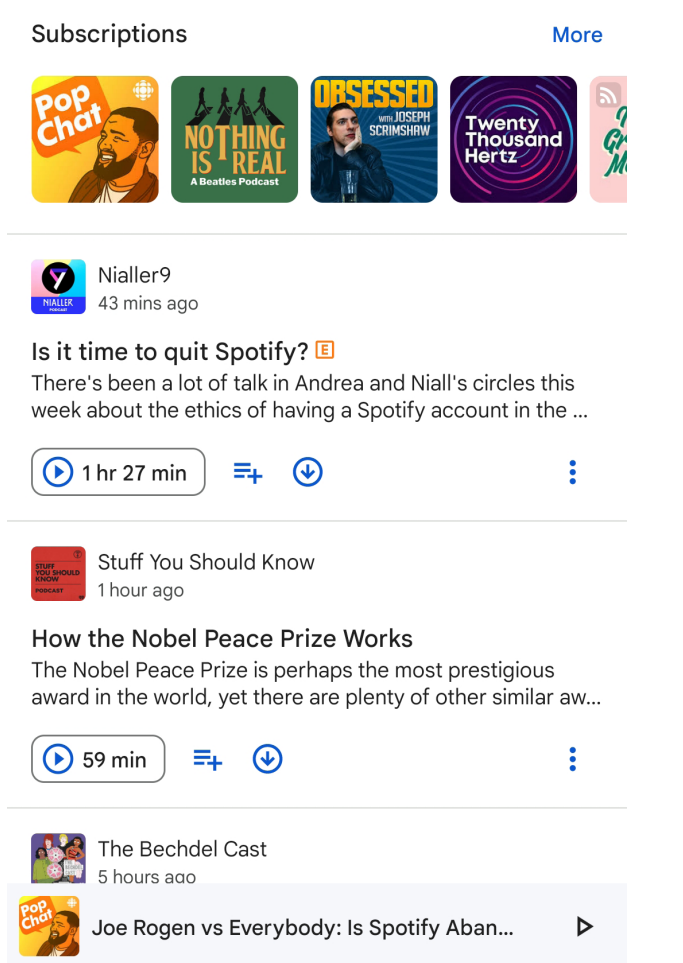 Subscriptions
More
Pop
Chat
NOTHING
IS REAL
A Beatles Podcast
OBSESSED
WITH JOSEPH
SCRIMSHAW
Twenty
Thousand
Hertz
Nialler9
43 mins ago
NIALLER
PODCAST
Is it time to quit Spotify? E
There's been a lot of talk in Andrea and Niall's circles this
week about the ethics of having a Spotify account in the ...
1 hr 27 min
Stuff You Should Know
1 hour ago
STUFF
YOU SHOULD
KNOW
PODCAST
How the Nobel Peace Prize Works
The Nobel Peace Prize is perhaps the most prestigious
award in the world, yet there are plenty of other similar aw...
59 min
The Bechdel Cast
5 hours ago
Pop
Chat
Joe Rogen vs Everybody: Is Spotify Aban...